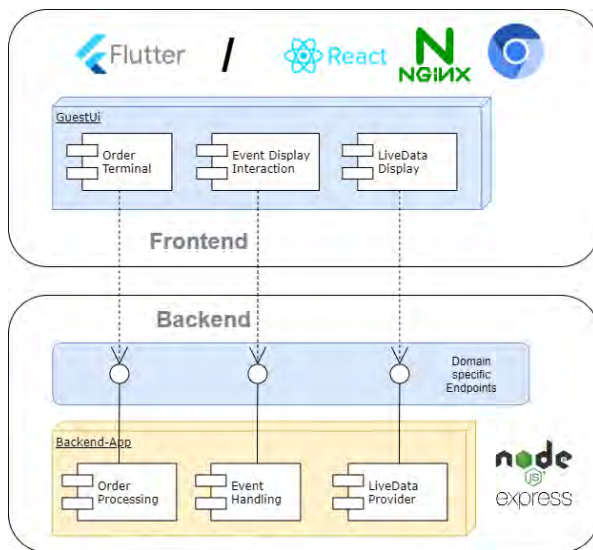 Flutter / React NGINX
GuestUi
Order
Terminal
Event Display
Interaction
LiveData
Display
Frontend
Backend
Domain
specific
Endpoints
Backend-App
Order
Processing
Event
Handling
LiveData
Provider
node
JS
express